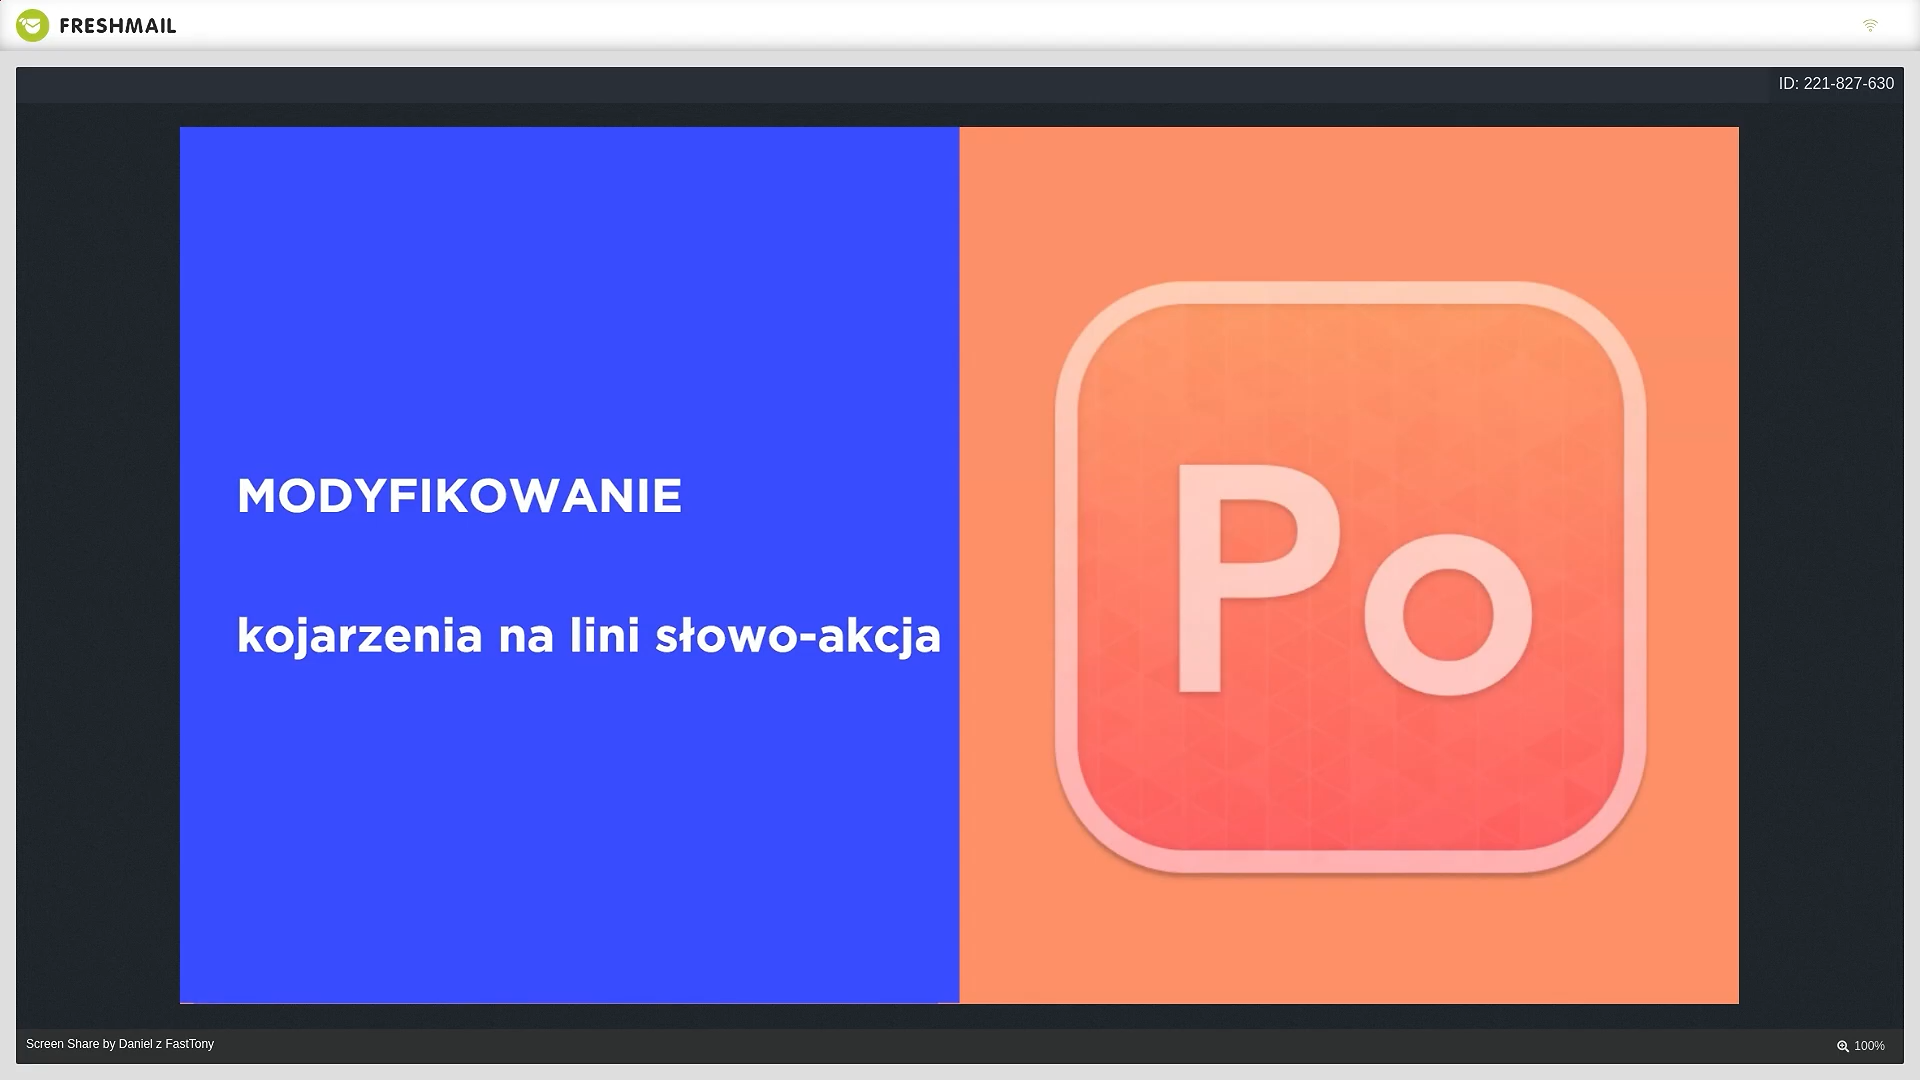 FRESHMAIL
ID: 221-827-630
MODYFIKOWANIE
kojarzenia na lini słowo-akcja
Po
Screen Share by Daniel z FastTony
100%